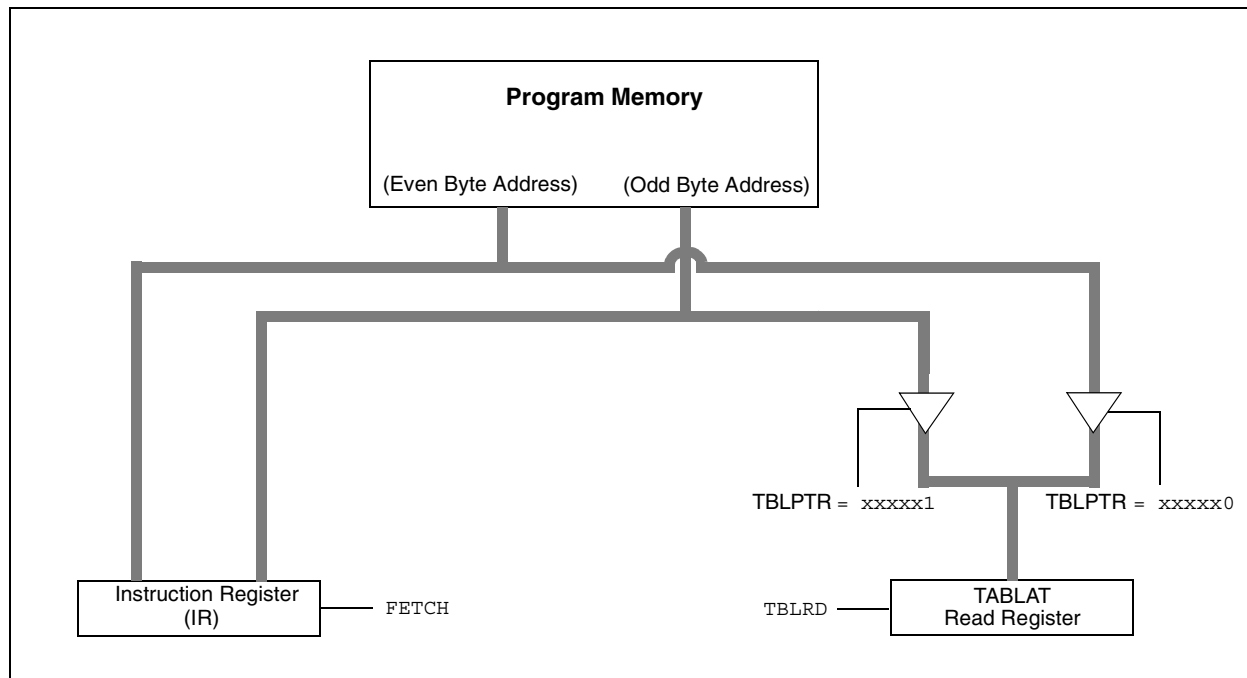 Program Memory
(Even Byte Address)
(Odd Byte Address)
TBLPTR = xxxxx1
TBLPTR = xxxxx0
Instruction Register
(IR)
FETCH
TBLRD
TABLAT
Read Register